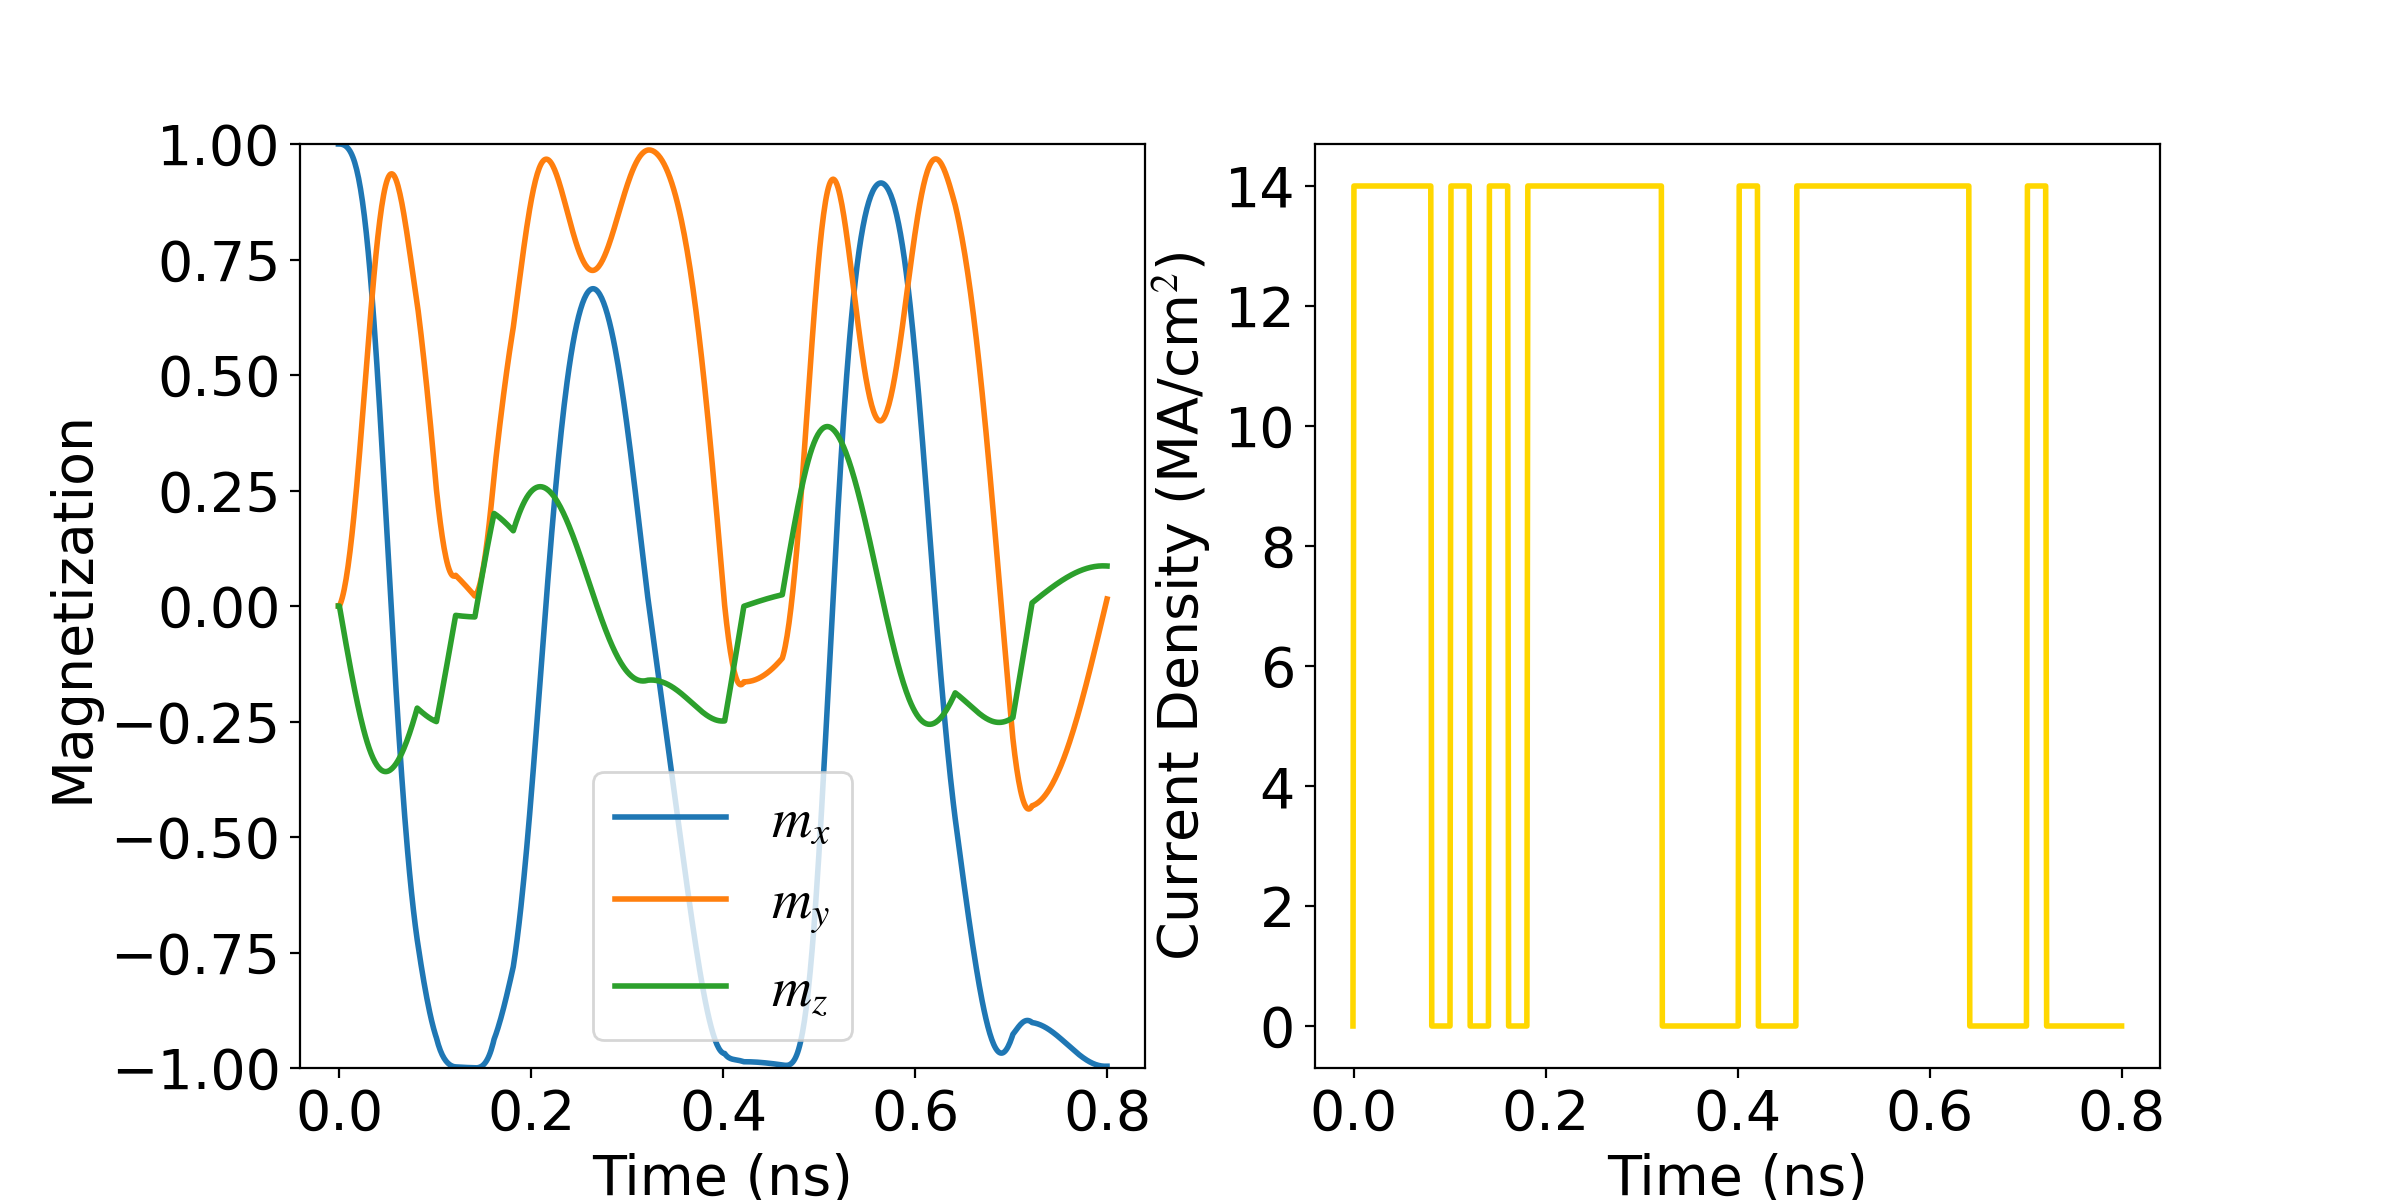 Magnetization
1.00
0.75
0.50
0.25
0.00
−0.25
−0.50
−0.75
−1.00
0.0 0.2 0.4 0.6 0.8
Time (ns)
m_x
m_y
m_z
Current Density (MA/cm²)
14
12
10
8
6
4
2
0
0.0 0.2 0.4 0.6 0.8
Time (ns)